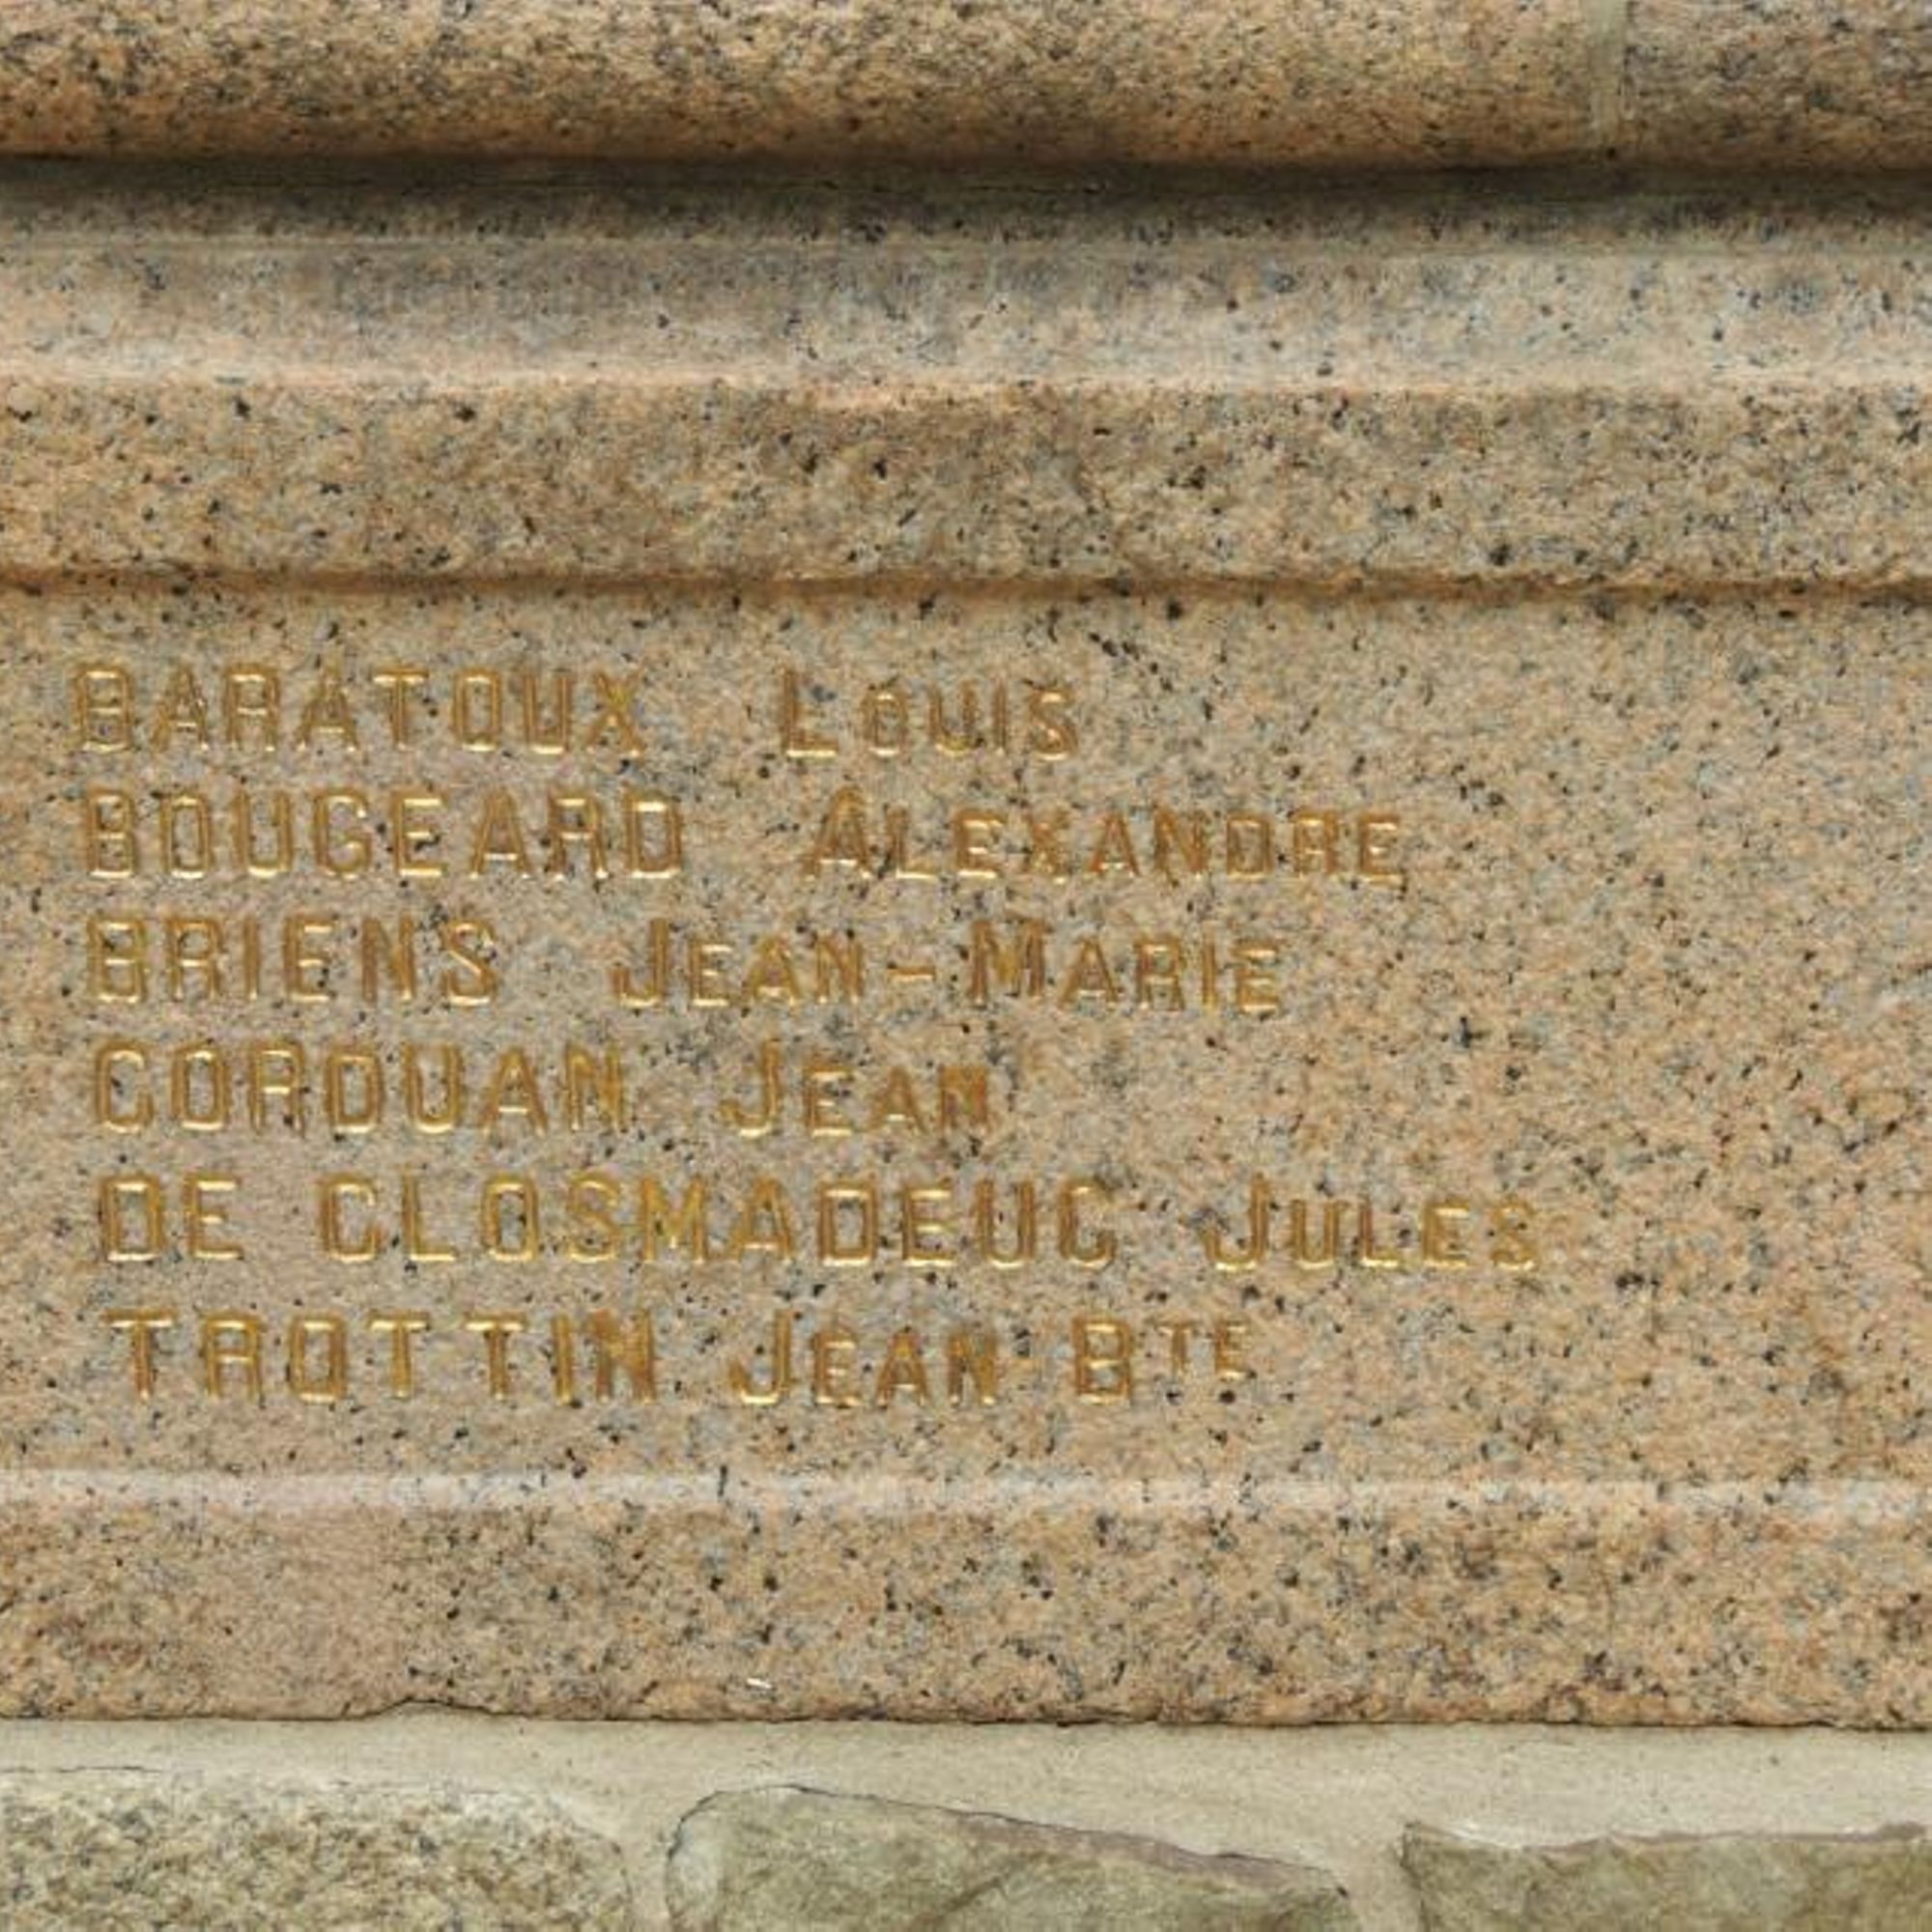 BARATOUX LOUIS
BOUGEARD ALEXANDRE
BRIENS JEAN-MARIE
CORDUAN JEAN
DE CLOSMADEUC JULES
TROTTIN JEAN-BTE